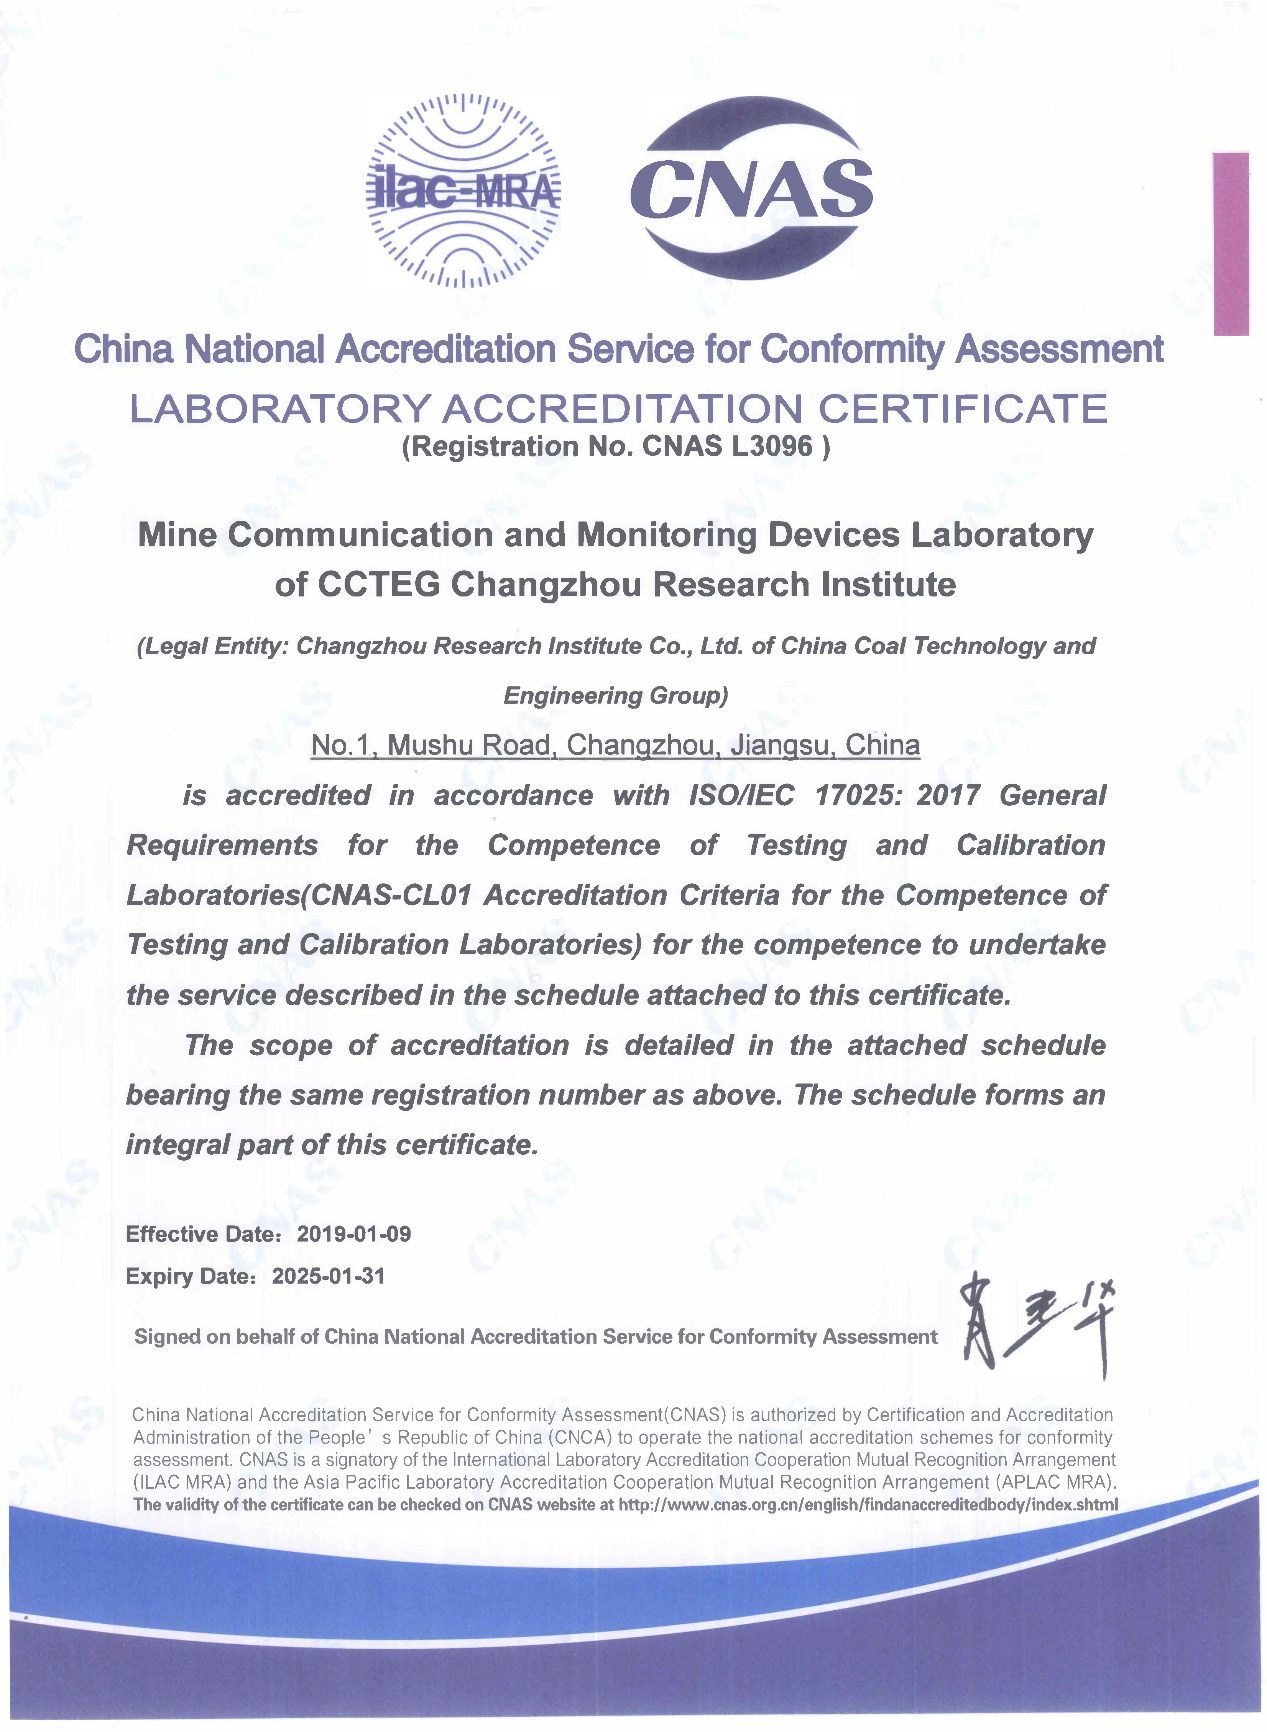 ilac-MRA
CNAS
China National Accreditation Service for Conformity Assessment
LABORATORY ACCREDITATION CERTIFICATE
(Registration No. CNAS L3096 )
Mine Communication and Monitoring Devices Laboratory
of CCTEG Changzhou Research Institute
(Legal Entity: Changzhou Research Institute Co., Ltd. of China Coal Technology and
Engineering Group)
No.1, Mushu Road, Changzhou, Jiangsu, China
is accredited in accordance with ISO/IEC 17025: 2017 General
Requirements for the Competence of Testing and Calibration
Laboratories(CNAS-CL01 Accreditation Criteria for the Competence of
Testing and Calibration Laboratories) for the competence to undertake
the service described in the schedule attached to this certificate.
The scope of accreditation is detailed in the attached schedule
bearing the same registration number as above. The schedule forms an
integral part of this certificate.
Effective Date: 2019-01-09
Expiry Date: 2025-01-31
Signed on behalf of China National Accreditation Service for Conformity Assessment
China National Accreditation Service for Conformity Assessment(CNAS) is authorized by Certification and Accreditation
Administration of the People' s Republic of China (CNCA) to operate the national accreditation schemes for conformity
assessment. CNAS is a signatory of the International Laboratory Accreditation Cooperation Mutual Recognition Arrangement
(ILAC MRA) and the Asia Pacific Laboratory Accreditation Cooperation Mutual Recognition Arrangement (APLAC MRA).
The validity of the certificate can be checked on CNAS website at http://www.cnas.org.cn/english/findanaccreditedbody/index.shtml